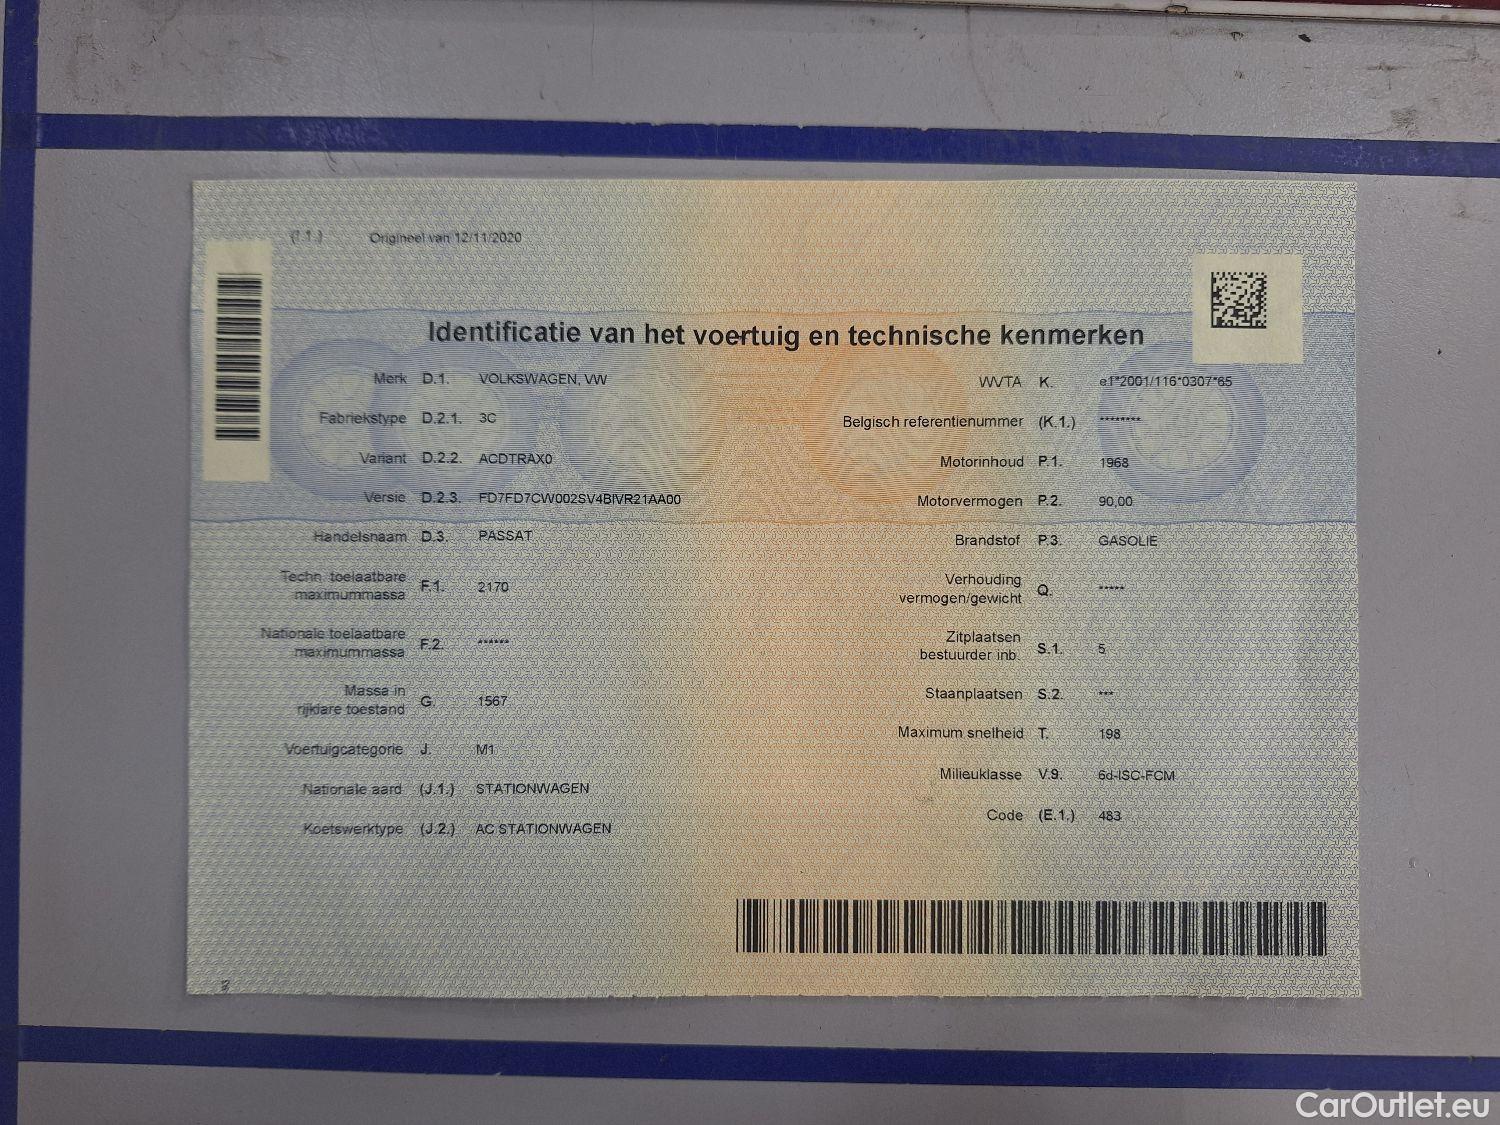 (I.1.) Origineel van 12/11/2020
Identificatie van het voertuig en technische kenmerken
Merk D.1. VOLKSWAGEN, VW
Fabriekstype D.2.1. 3C
Variant D.2.2. ACDTRAX0
Versie D.2.3. FD7FD7CW002SV4BIVR21AA00
Handelsnaam D.3. PASSAT
Techn. toelaatbare
maximummassa F.1. 2170
Nationale toelaatbare
maximummassa F.2. ******
Massa in
rijklare toestand G. 1567
Voertuigcategorie J. M1
Nationale aard (J.1.) STATIONWAGEN
Koetswerktype (J.2.) AC STATIONWAGEN
WVTA K. e1*2001/116*0307*65
Belgisch referentienummer (K.1.) ********
Motorinhoud P.1. 1968
Motorvermogen P.2. 90,00
Brandstof P.3. GASOLIE
Verhouding
vermogen/gewicht Q. *****
Zitplaatsen
bestuurder inb. S.1. 5
Staanplaatsen S.2. ***
Maximum snelheid T. 198
Milieuklasse V.9. 6d-ISC-FCM
Code (E.1.) 483
CarOutlet.eu